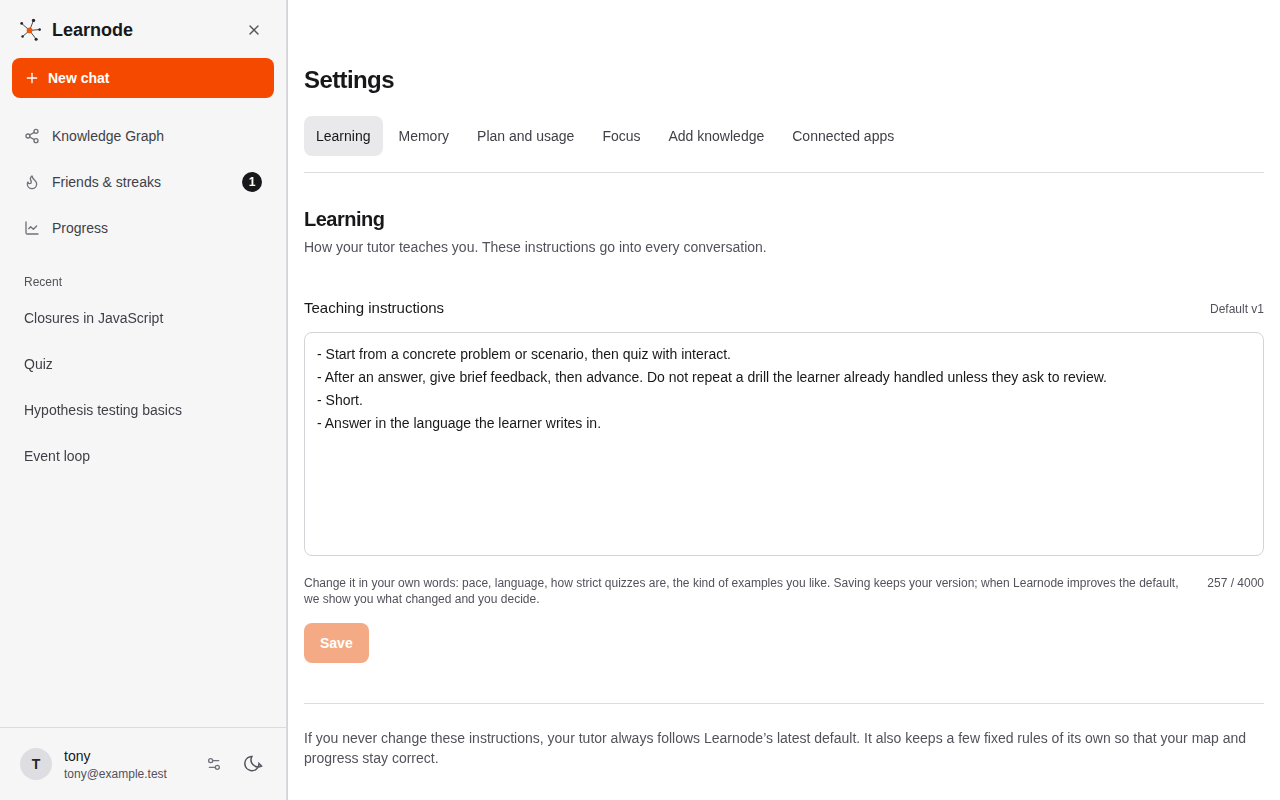 Learnode
New chat
Knowledge Graph
Friends & streaks
1
Progress
Recent
Closures in JavaScript
Quiz
Hypothesis testing basics
Event loop
T
tony
tony@example.test
Settings
Learning
Memory
Plan and usage
Focus
Add knowledge
Connected apps
Learning
How your tutor teaches you. These instructions go into every conversation.
Teaching instructions
Default v1
- Start from a concrete problem or scenario, then quiz with interact.
- After an answer, give brief feedback, then advance. Do not repeat a drill the learner already handled unless they ask to review.
- Short.
- Answer in the language the learner writes in.
Change it in your own words: pace, language, how strict quizzes are, the kind of examples you like. Saving keeps your version; when Learnode improves the default,
we show you what changed and you decide.
257 / 4000
Save
If you never change these instructions, your tutor always follows Learnode's latest default. It also keeps a few fixed rules of its own so that your map and
progress stay correct.